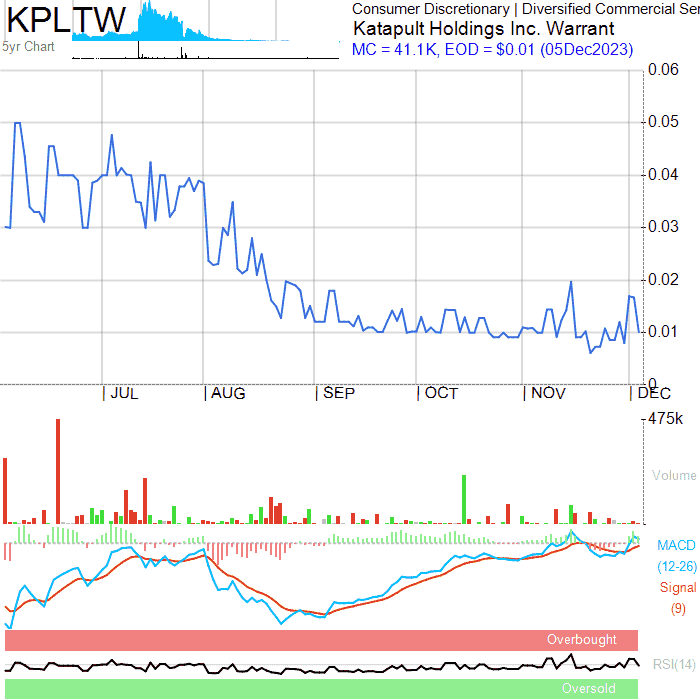 KPLTW
5yr Chart
Consumer Discretionary | Diversified Commercial Ser
Katapult Holdings Inc. Warrant
MC = 41.1K, EOD = $0.01 (05Dec2023)
0.06
0.05
0.04
0.03
0.02
0.01
0
| JUL | AUG | SEP | OCT | NOV | DEC
475k
Volume
MACD
(12-26)
Signal
(9)
Overbought
RSI(14)
Oversold